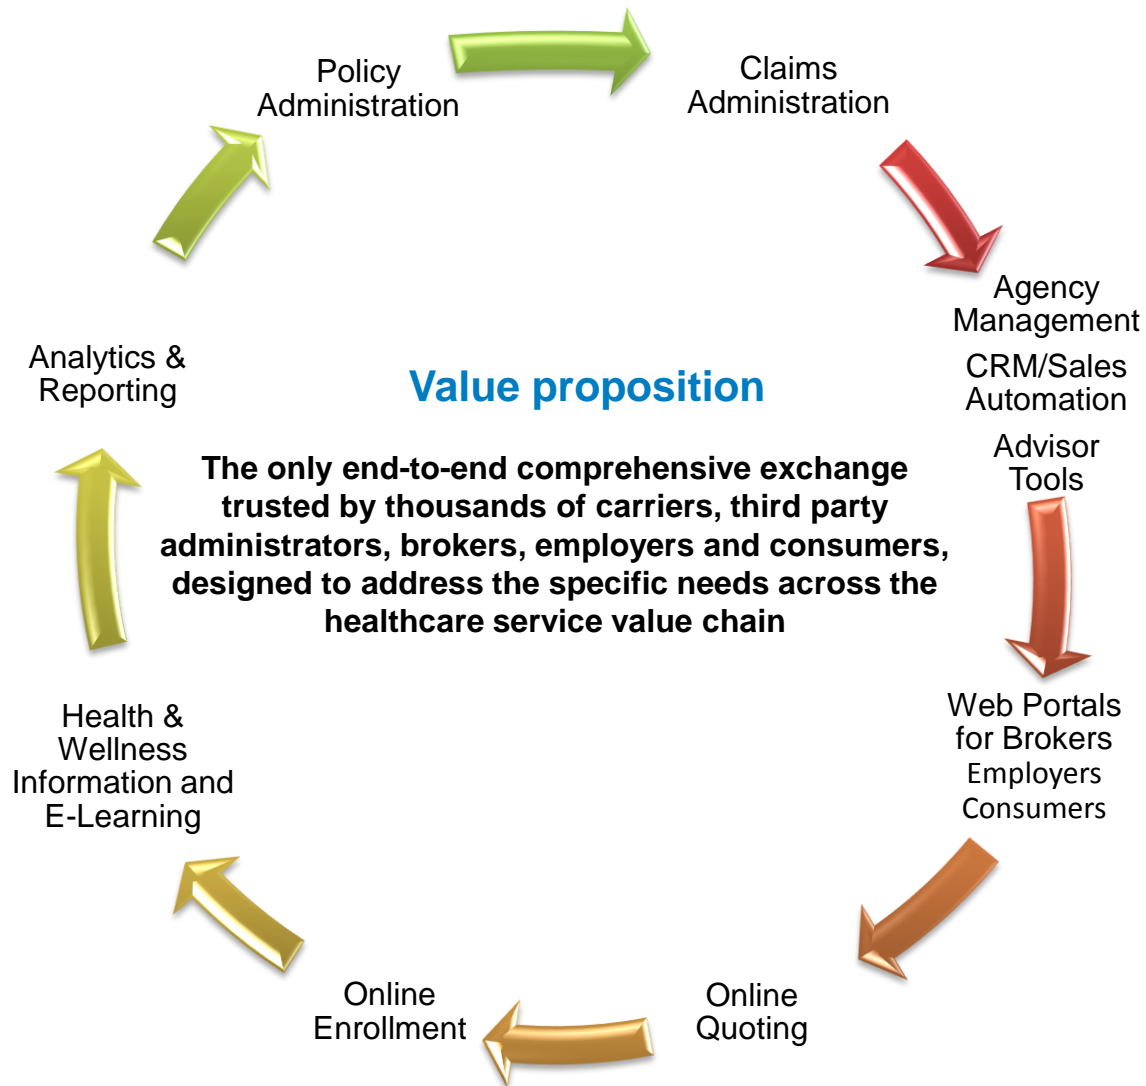 Policy
Administration
Claims
Administration
Agency
Management
CRM/Sales
Automation
Advisor
Tools
Web Portals
for Brokers
Employers
Consumers
Online
Quoting
Online
Enrollment
Health &
Wellness
Information and
E-Learning
Analytics &
Reporting
Value proposition
The only end-to-end comprehensive exchange
trusted by thousands of carriers, third party
administrators, brokers, employers and consumers,
designed to address the specific needs across the
healthcare service value chain